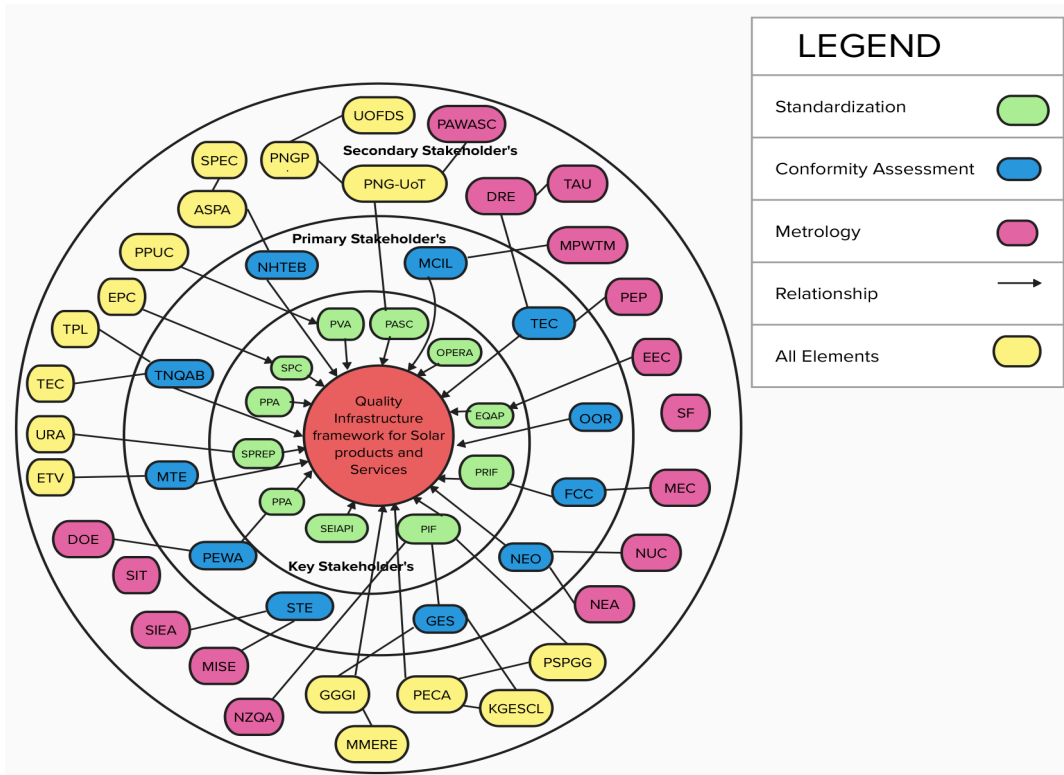 LEGEND
Standardization
Conformity Assessment
Metrology
Relationship
All Elements
UOFDS
PAWASC
Secondary Stakeholder's
SPEC
PNGP
.
PNG-UoT
TAU
DRE
ASPA
Primary Stakeholder's
MPWTM
PPUC
NHTEB
MCIL
EPC
PEP
TPL
PVA
PASC
TEC
OPERA
EEC
SPC
TNQAB
TEC
PPA
Quality
Infrastructure
framework for Solar
products and
Services
EQAP
OOR
SF
URA
SPREP
ETV
MTE
PRIF
FCC
MEC
PPA
SEIAPI
PIF
DOE
PEWA
NEO
NUC
Key Stakeholder's
SIT
STE
NEA
GES
SIEA
MISE
PSPGG
GGGI
PECA
KGESCL
NZQA
MMERE